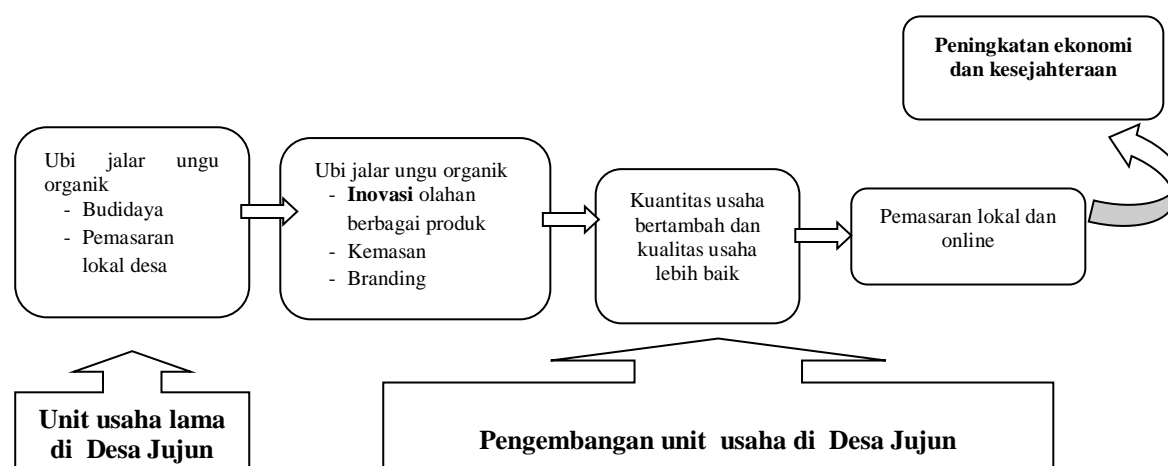 Peningkatan ekonomi
dan kesejahteraan
Ubi jalar ungu
organik
- Budidaya
- Pemasaran
lokal desa
Ubi jalar ungu organik
- Inovasi olahan
berbagai produk
- Kemasan
- Branding
Kuantitas usaha
bertambah dan
kualitas usaha
lebih baik
Pemasaran lokal dan
online
Unit usaha lama
di Desa Jujun
Pengembangan unit usaha di Desa Jujun